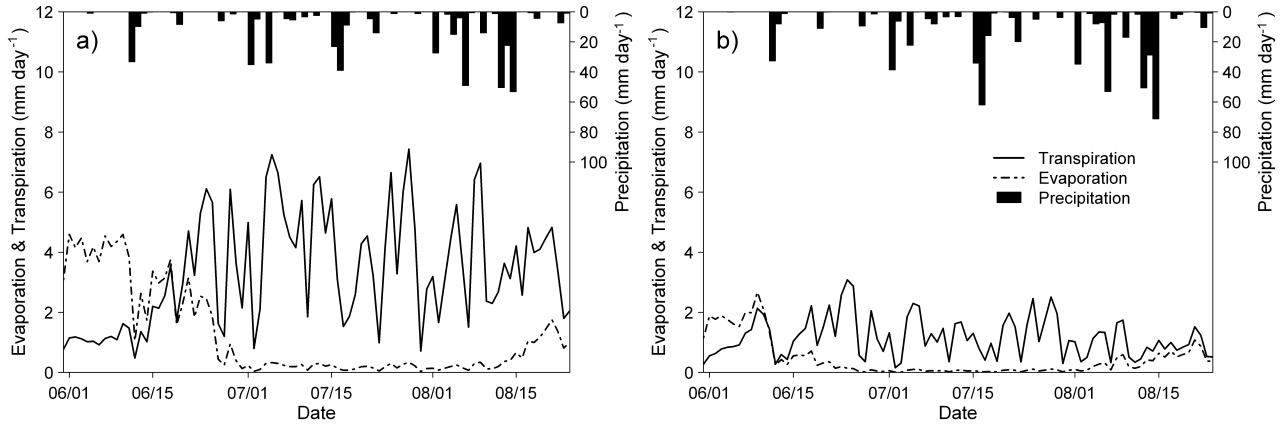 a)
12
10
8
6
4
2
0
Evaporation & Transpiration (mm day⁻¹)
06/01 06/15 07/01 07/15 08/01 08/15
Date
0
20
40
60
80
100
Precipitation (mm day⁻¹)
b)
12
10
8
6
4
2
0
Evaporation & Transpiration (mm day⁻¹)
Transpiration
Evaporation
Precipitation
06/01 06/15 07/01 07/15 08/01 08/15
Date
0
20
40
60
80
100
Precipitation (mm day⁻¹)